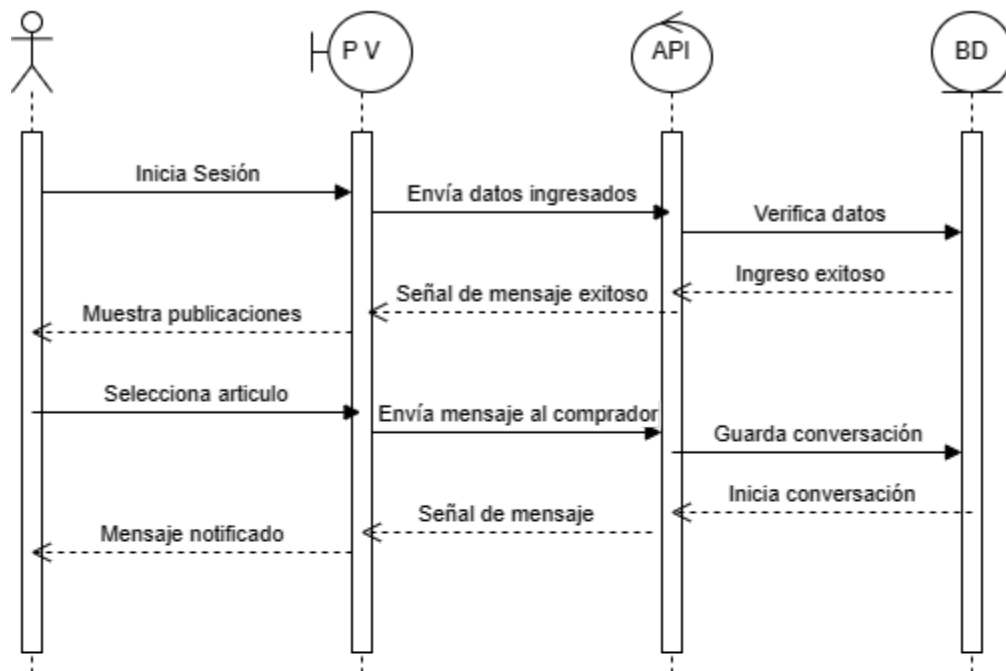 P V
API
BD
Inicia Sesión
Envía datos ingresados
Verifica datos
Ingreso exitoso
Señal de mensaje exitoso
Muestra publicaciones
Selecciona articulo
Envía mensaje al comprador
Guarda conversación
Inicia conversación
Señal de mensaje
Mensaje notificado